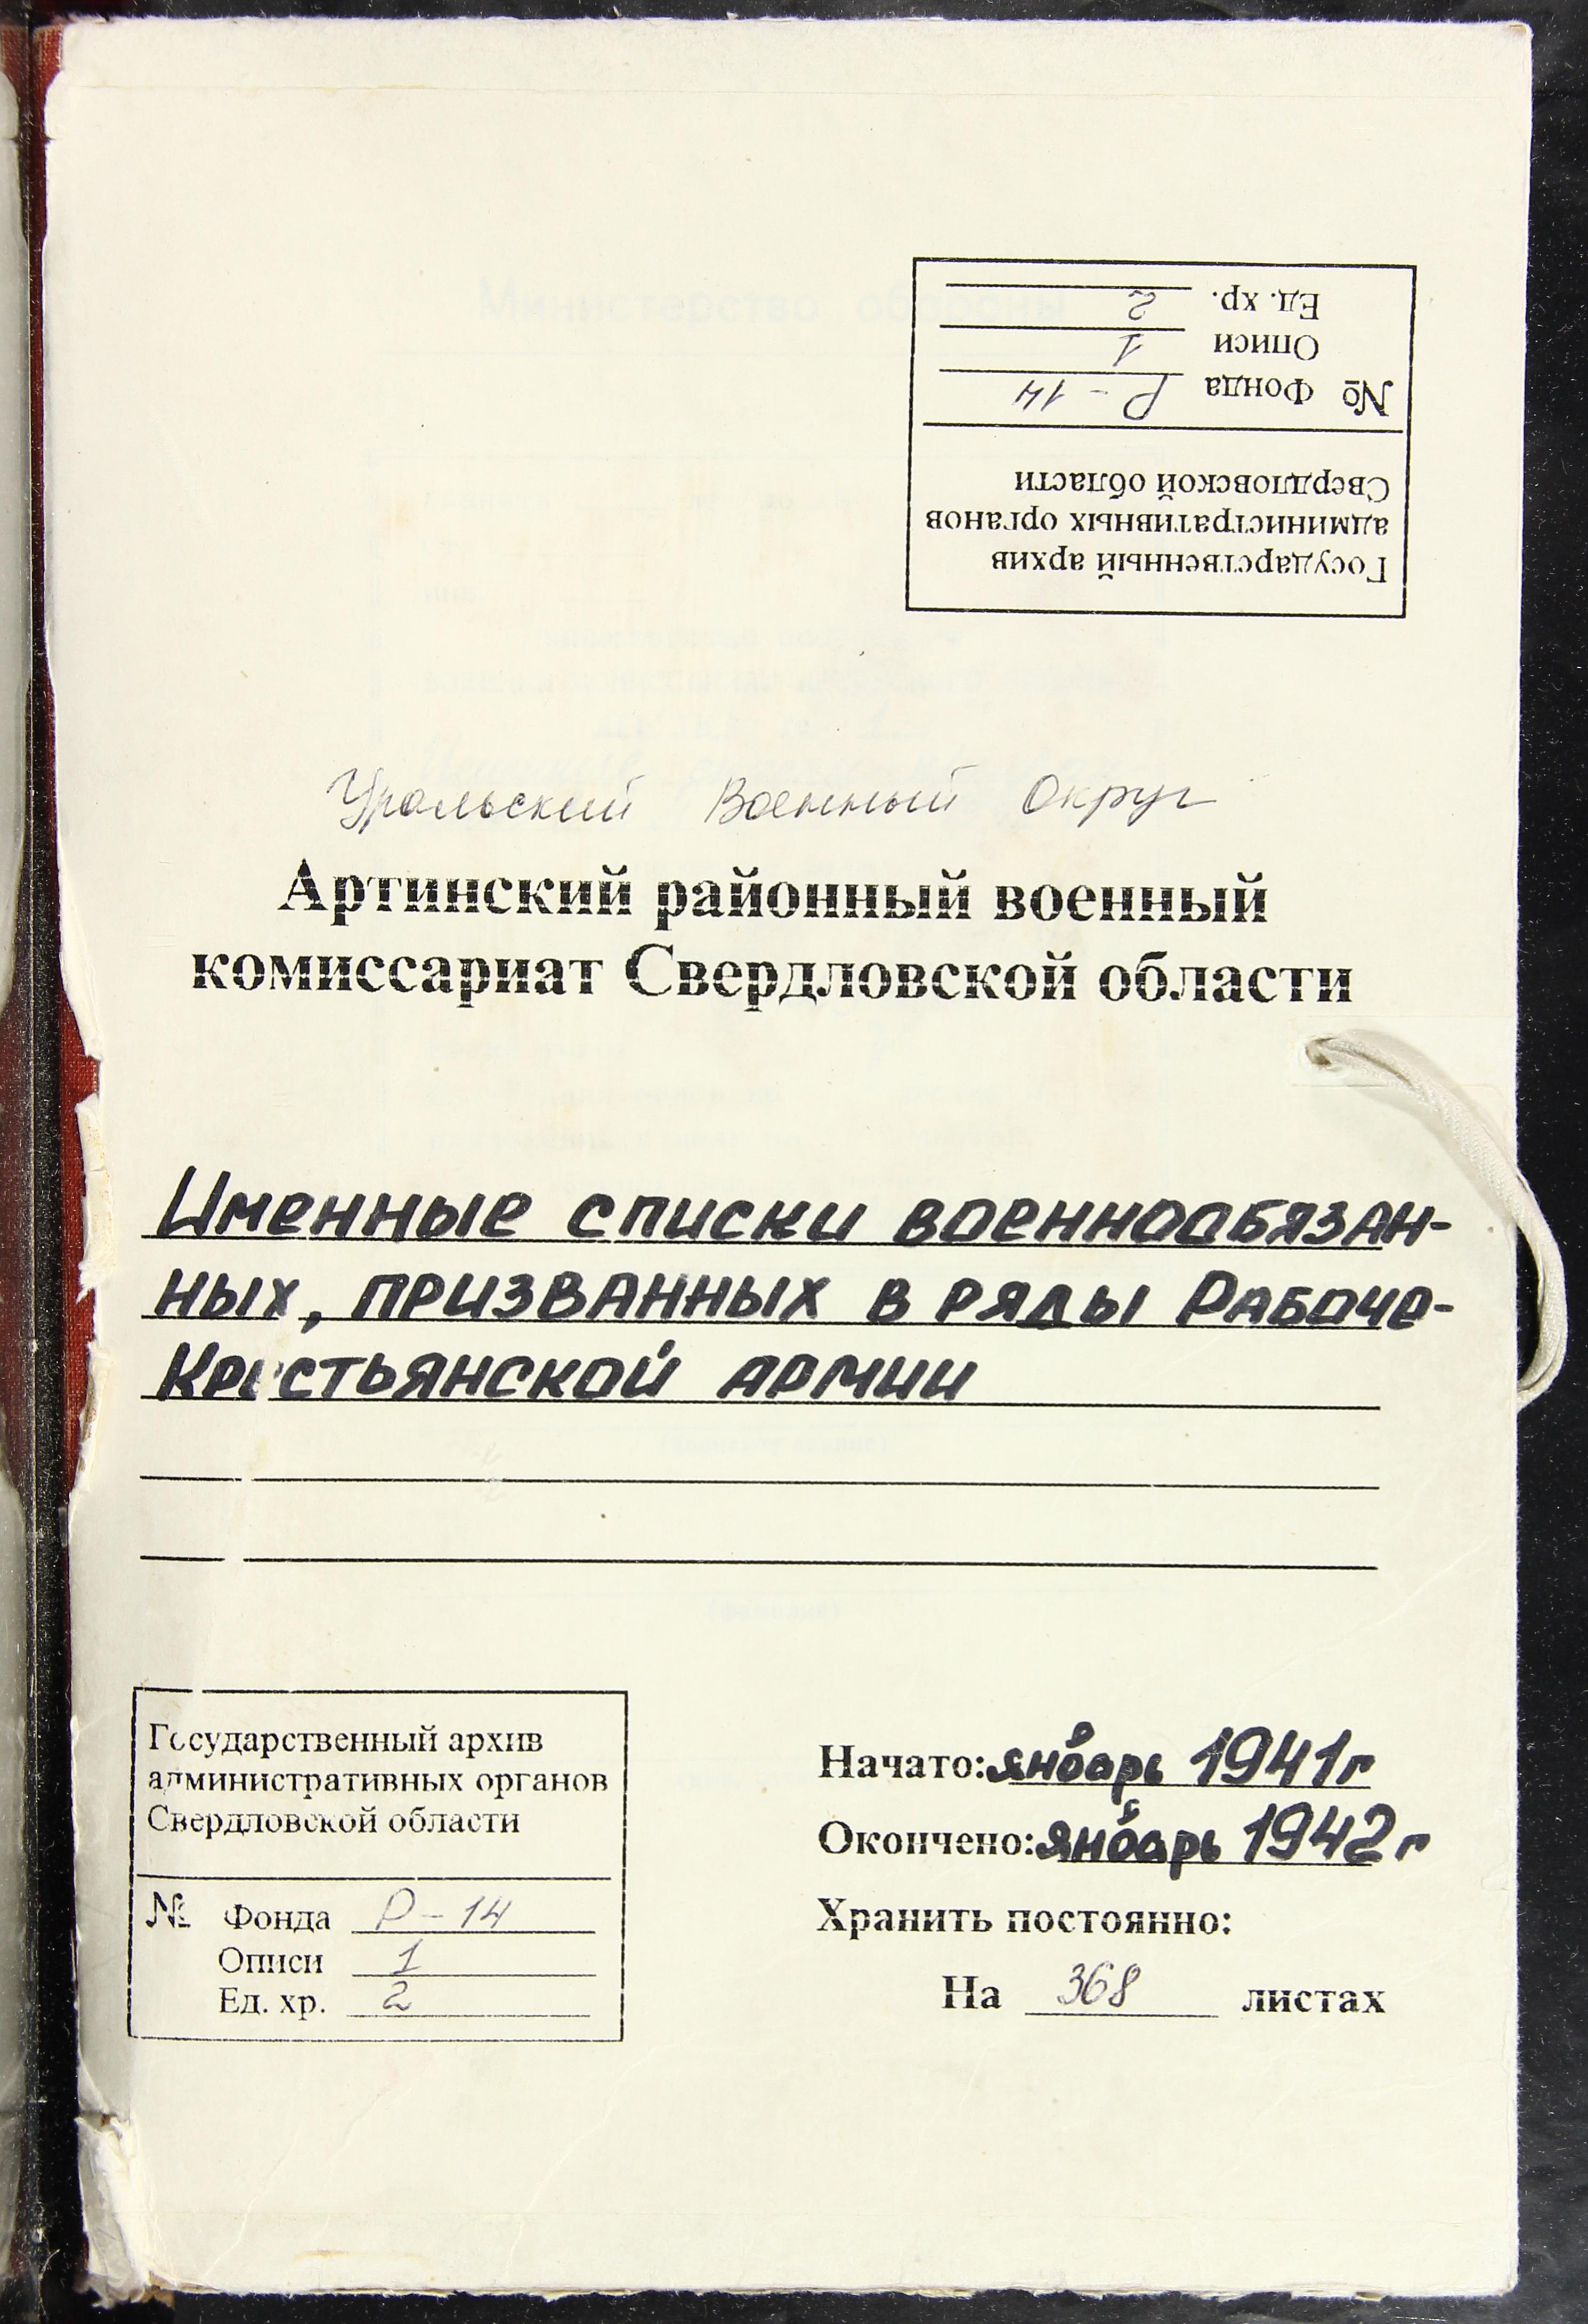 Государственный архив
административных органов
Свердловской области
№ Фонда Р-14
Описи 1
Ед. хр. 2
Уральский Военный Округ
Артинский районный военный
комиссариат Свердловской области
Именные списки военнообязан-
ных, призванных в ряды Рабоче-
Крестьянской Армии
Государственный архив
административных органов
Свердловской области
№ Фонда Р-14
Описи 1
Ед. хр. 2
Начато: январь 1941г
Окончено: январь 1942г
Хранить постоянно:
На 368 листах